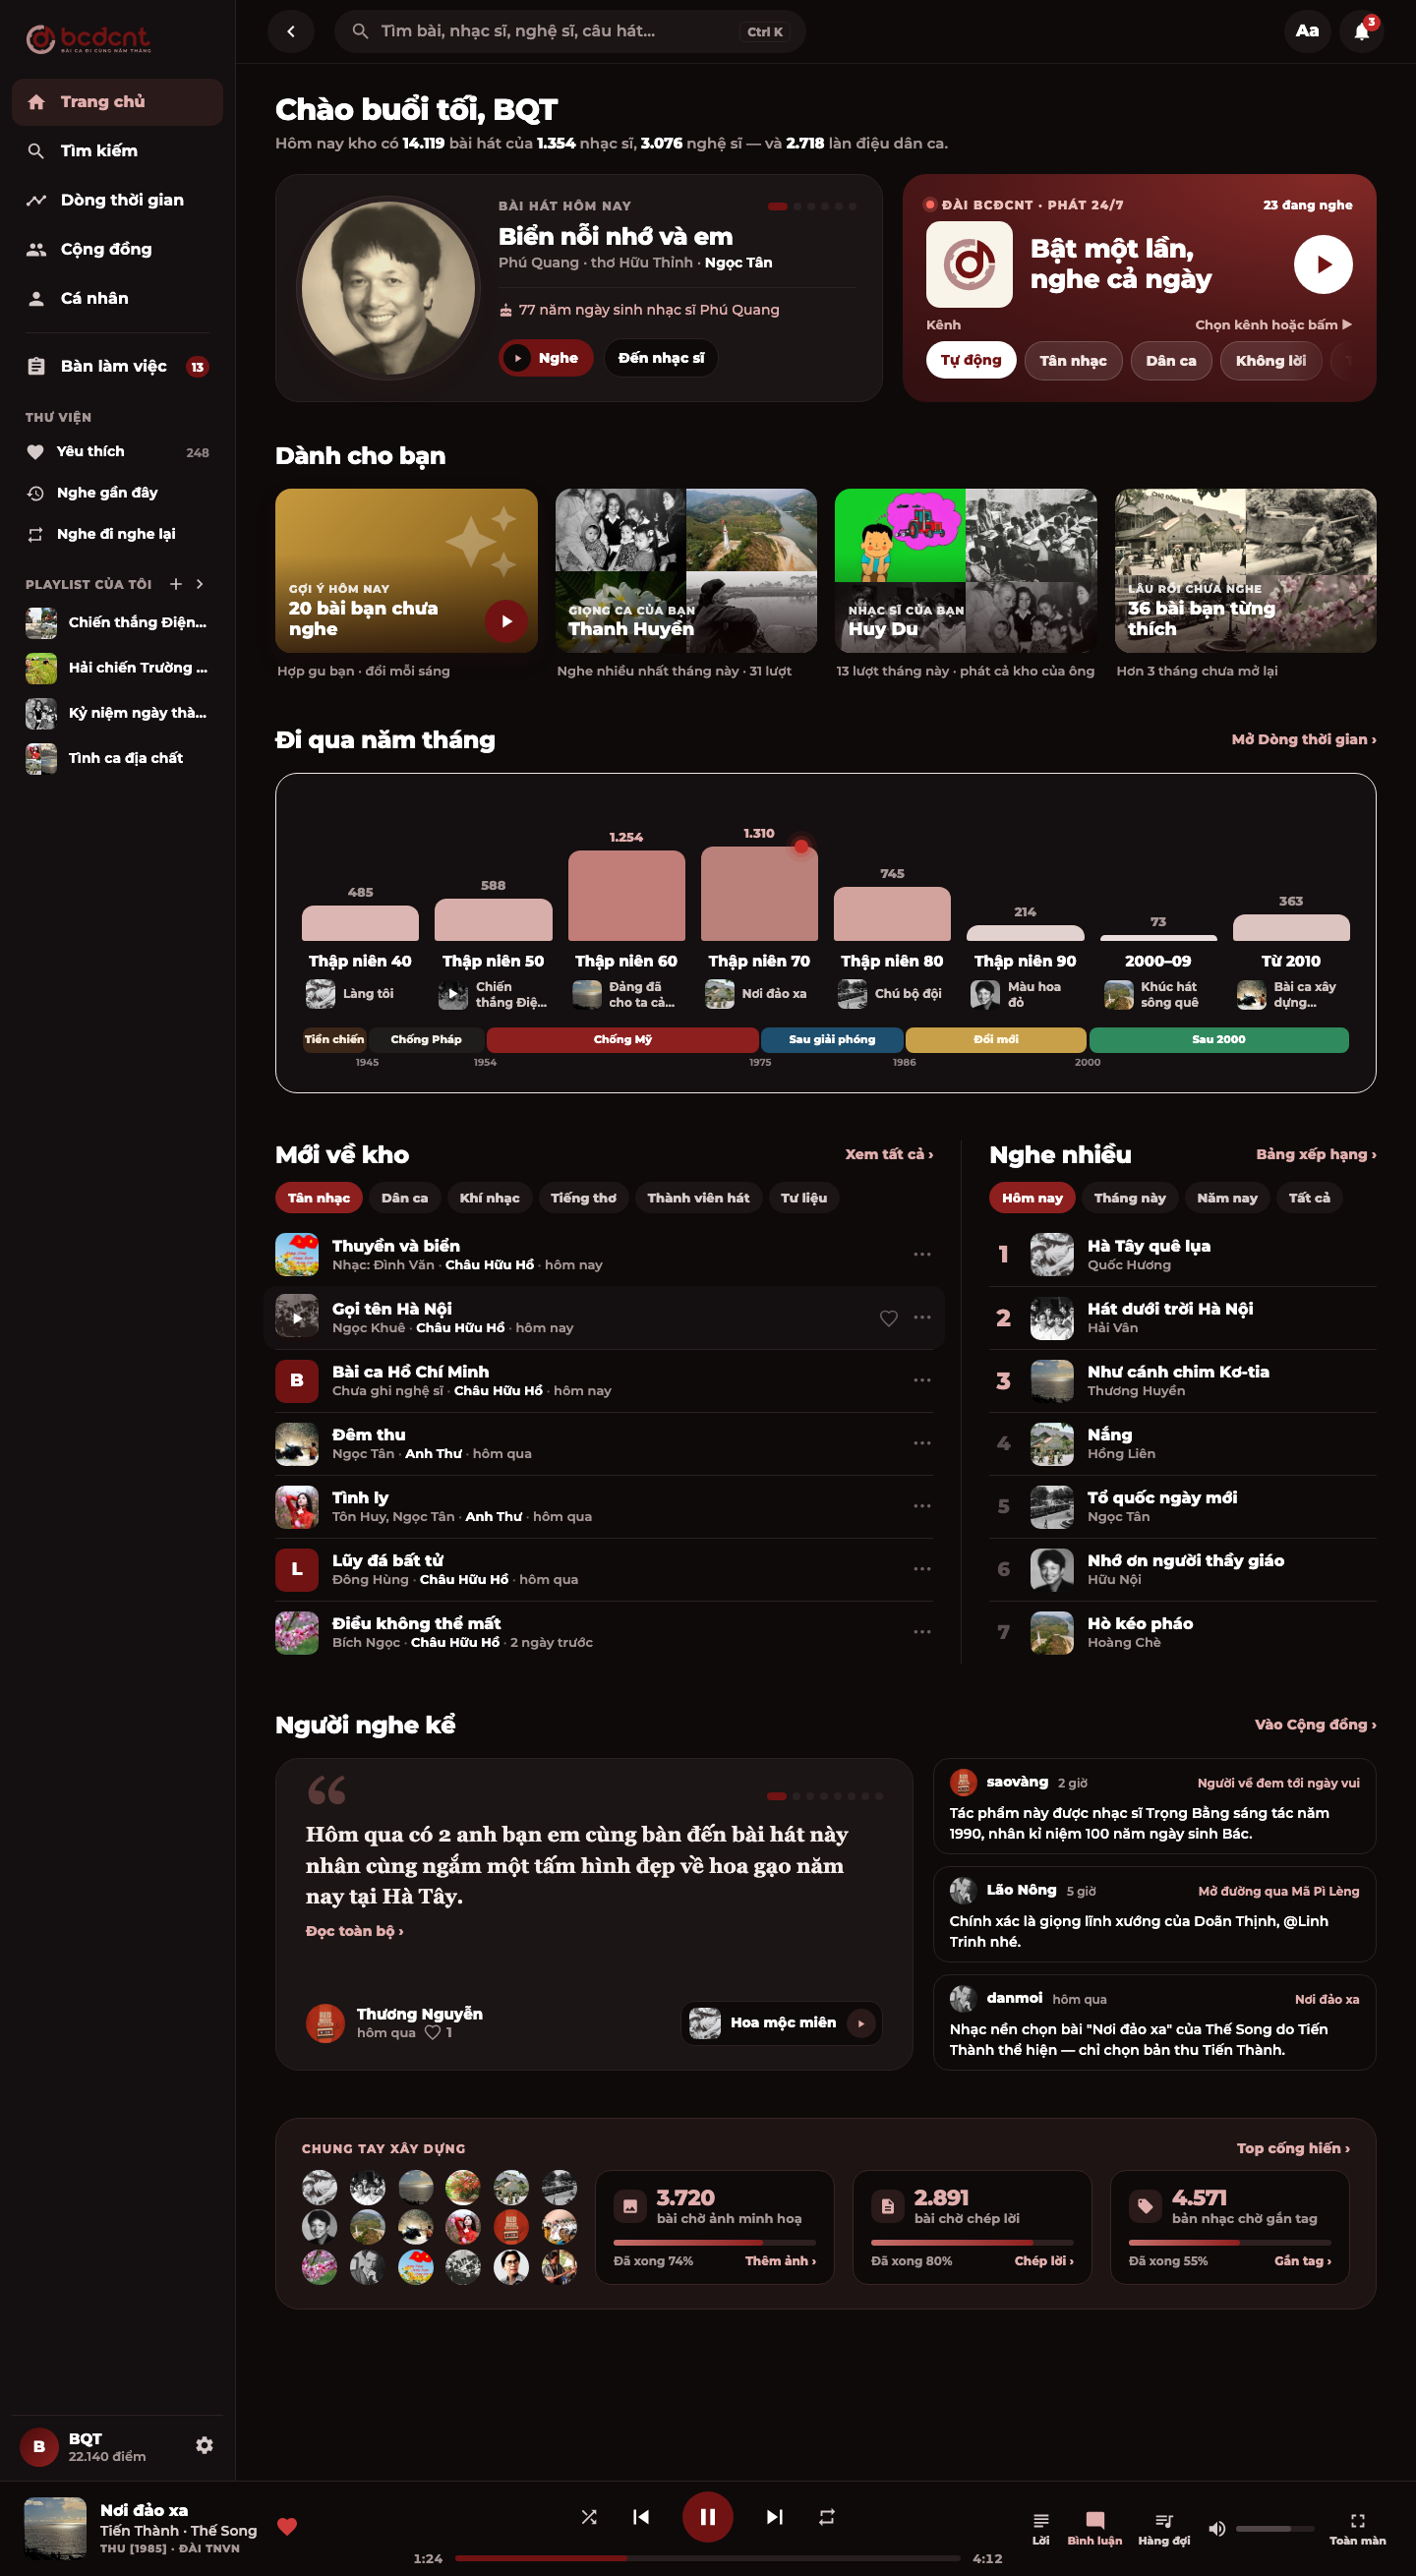 bcdcnt
BÀI CA ĐI CÙNG NĂM THÁNG
Trang chủ
Tìm kiếm
Dòng thời gian
Cộng đồng
Cá nhân
Bàn làm việc 13
THƯ VIỆN
Yêu thích 248
Nghe gần đây
Nghe đi nghe lại
PLAYLIST CỦA TÔI
Chiến thắng Điện...
Hải chiến Trường ...
Kỷ niệm ngày thà...
Tình ca địa chất
B
BQT
22.140 điểm
Tìm bài, nhạc sĩ, nghệ sĩ, câu hát... Ctrl K
Aa
3
Chào buổi tối, BQT
Hôm nay kho có 14.119 bài hát của 1.354 nhạc sĩ, 3.076 nghệ sĩ — và 2.718 làn điệu dân ca.
BÀI HÁT HÔM NAY
Biển nỗi nhớ và em
Phú Quang · thơ Hữu Thỉnh · Ngọc Tân
77 năm ngày sinh nhạc sĩ Phú Quang
Nghe
Đến nhạc sĩ
ĐÀI BCĐCNT · PHÁT 24/7
23 đang nghe
Bật một lần,
nghe cả ngày
Kênh
Chọn kênh hoặc bấm ▶
Tự động
Tân nhạc
Dân ca
Không lời
Dành cho bạn
GỢI Ý HÔM NAY
20 bài bạn chưa
nghe
Hợp gu bạn · đổi mỗi sáng
GIỌNG CA CỦA BẠN
Thanh Huyền
Nghe nhiều nhất tháng này · 31 lượt
NHẠC SĨ CỦA BẠN
Huy Du
13 lượt tháng này · phát cả kho của ông
LÂU RỒI CHƯA NGHE
36 bài bạn từng
thích
Hơn 3 tháng chưa mở lại
Đi qua năm tháng
Mở Dòng thời gian ›
485
588
1.254
1.310
745
214
73
363
Thập niên 40
Thập niên 50
Thập niên 60
Thập niên 70
Thập niên 80
Thập niên 90
2000–09
Từ 2010
Làng tôi
Chiến
thắng Điệ...
Đảng đã
cho ta cả...
Nơi đảo xa
Chú bộ đội
Màu hoa
đỏ
Khúc hát
sông quê
Bài ca xây
dựng...
Tiền chiến
Chống Pháp
Chống Mỹ
Sau giải phóng
Đổi mới
Sau 2000
1945
1954
1975
1986
2000
Mới về kho
Xem tất cả ›
Tân nhạc
Dân ca
Khí nhạc
Tiếng thơ
Thành viên hát
Tư liệu
Thuyền và biển
Nhạc: Đình Văn · Châu Hữu Hồ · hôm nay
Gọi tên Hà Nội
Ngọc Khuê · Châu Hữu Hồ · hôm nay
B
Bài ca Hồ Chí Minh
Chưa ghi nghệ sĩ · Châu Hữu Hồ · hôm nay
Đêm thu
Ngọc Tân · Anh Thư · hôm qua
Tình ly
Tôn Huy, Ngọc Tân · Anh Thư · hôm qua
L
Lũy đá bất tử
Đông Hùng · Châu Hữu Hồ · hôm qua
Điều không thể mất
Bích Ngọc · Châu Hữu Hồ · 2 ngày trước
Nghe nhiều
Bảng xếp hạng ›
Hôm nay
Tháng này
Năm nay
Tất cả
1
Hà Tây quê lụa
Quốc Hương
2
Hát dưới trời Hà Nội
Hải Vân
3
Như cánh chim Kơ-tia
Thương Huyền
4
Nắng
Hồng Liên
5
Tổ quốc ngày mới
Ngọc Tân
6
Nhớ ơn người thầy giáo
Hữu Nội
7
Hò kéo pháo
Hoàng Chè
Người nghe kể
Vào Cộng đồng ›
“
Hôm qua có 2 anh bạn em cùng bàn đến bài hát này
nhân cùng ngắm một tấm hình đẹp về hoa gạo năm
nay tại Hà Tây.
Đọc toàn bộ ›
Thương Nguyễn
hôm qua 1
Hoa mộc miên
saovàng 2 giờ
Người về đem tới ngày vui
Tác phẩm này được nhạc sĩ Trọng Bằng sáng tác năm
1990, nhân kỉ niệm 100 năm ngày sinh Bác.
Lão Nông 5 giờ
Mở đường qua Mã Pì Lèng
Chính xác là giọng lĩnh xướng của Doãn Thịnh, @Linh
Trinh nhé.
danmoi hôm qua
Nơi đảo xa
Nhạc nền chọn bài "Nơi đảo xa" của Thế Song do Tiến
Thành thể hiện — chỉ chọn bản thu Tiến Thành.
CHUNG TAY XÂY DỰNG
Top cống hiến ›
3.720
bài chờ ảnh minh hoạ
Đã xong 74%
Thêm ảnh ›
2.891
bài chờ chép lời
Đã xong 80%
Chép lời ›
4.571
bản nhạc chờ gắn tag
Đã xong 55%
Gắn tag ›
Nơi đảo xa
Tiến Thành · Thế Song
THU [1985] · ĐÀI TNVN
1:24
4:12
Lời
Bình luận
Hàng đợi
Toàn màn